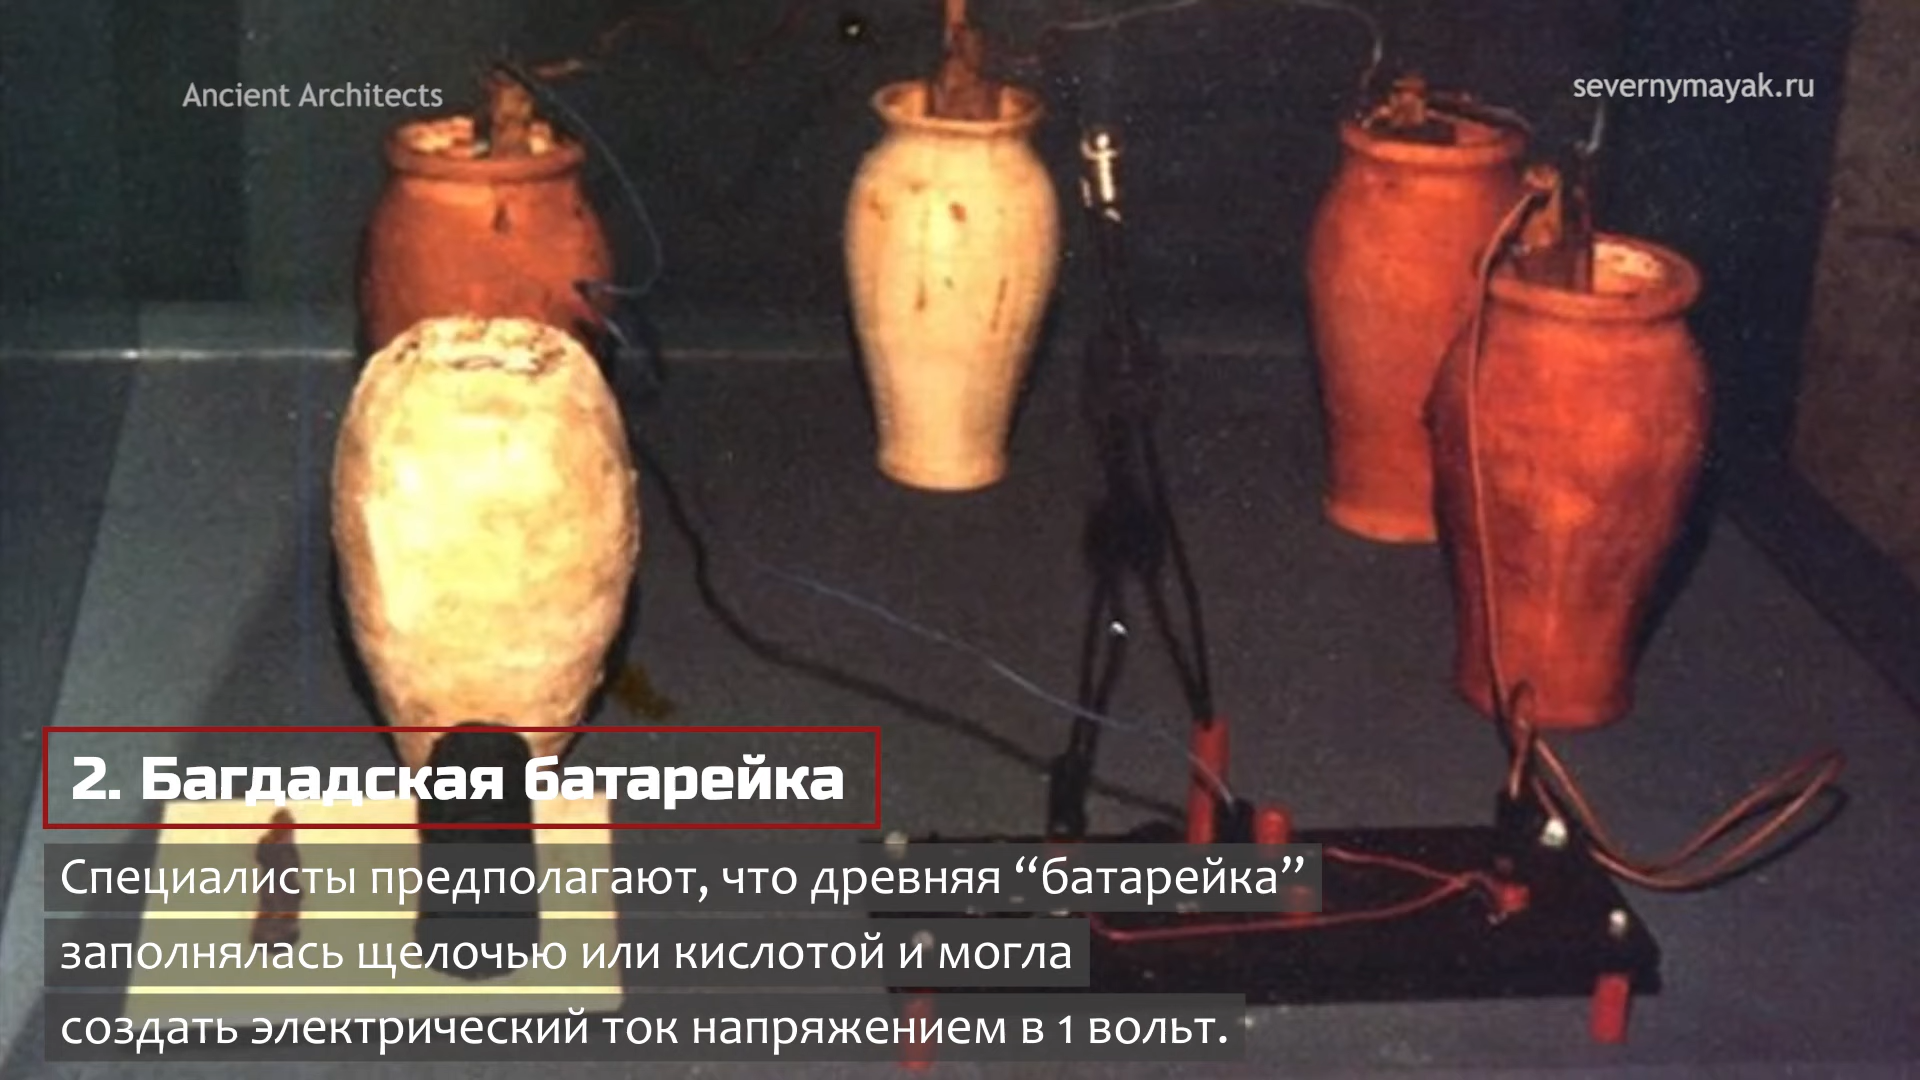 Ancient Architects
severnymayak.ru
2. Багдадская батарейка
Специалисты предполагают, что древняя “батарейка”
заполнялась щелочью или кислотой и могла
создать электрический ток напряжением в 1 вольт.